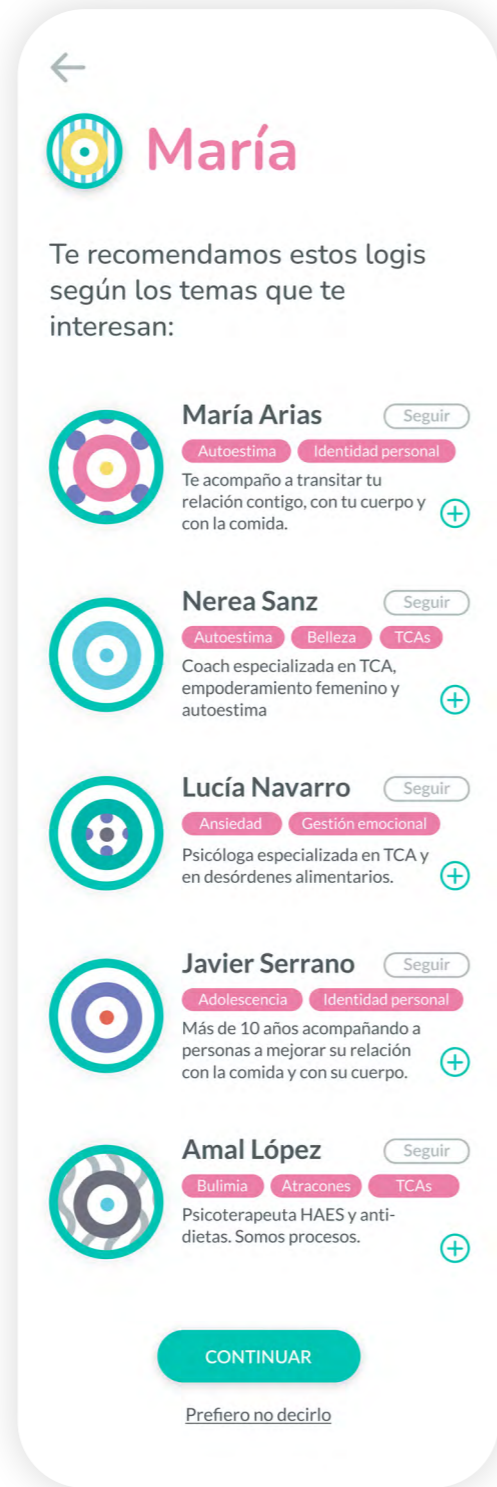 María
Te recomendamos estos logis
según los temas que te
interesan:
María Arias
Seguir
Autoestima Identidad personal
Te acompaño a transitar tu
relación contigo, con tu cuerpo y
con la comida.
Nerea Sanz
Seguir
Autoestima Belleza TCAs
Coach especializada en TCA,
empoderamiento femenino y
autoestima
Lucía Navarro
Seguir
Ansiedad Gestión emocional
Psicóloga especializada en TCA y
en desórdenes alimentarios.
Javier Serrano
Seguir
Adolescencia Identidad personal
Más de 10 años acompañando a
personas a mejorar su relación
con la comida y con su cuerpo.
Amal López
Seguir
Bulimia Atracones TCAs
Psicoterapeuta HAES y anti-
dietas. Somos procesos.
CONTINUAR
Prefiero no decirlo